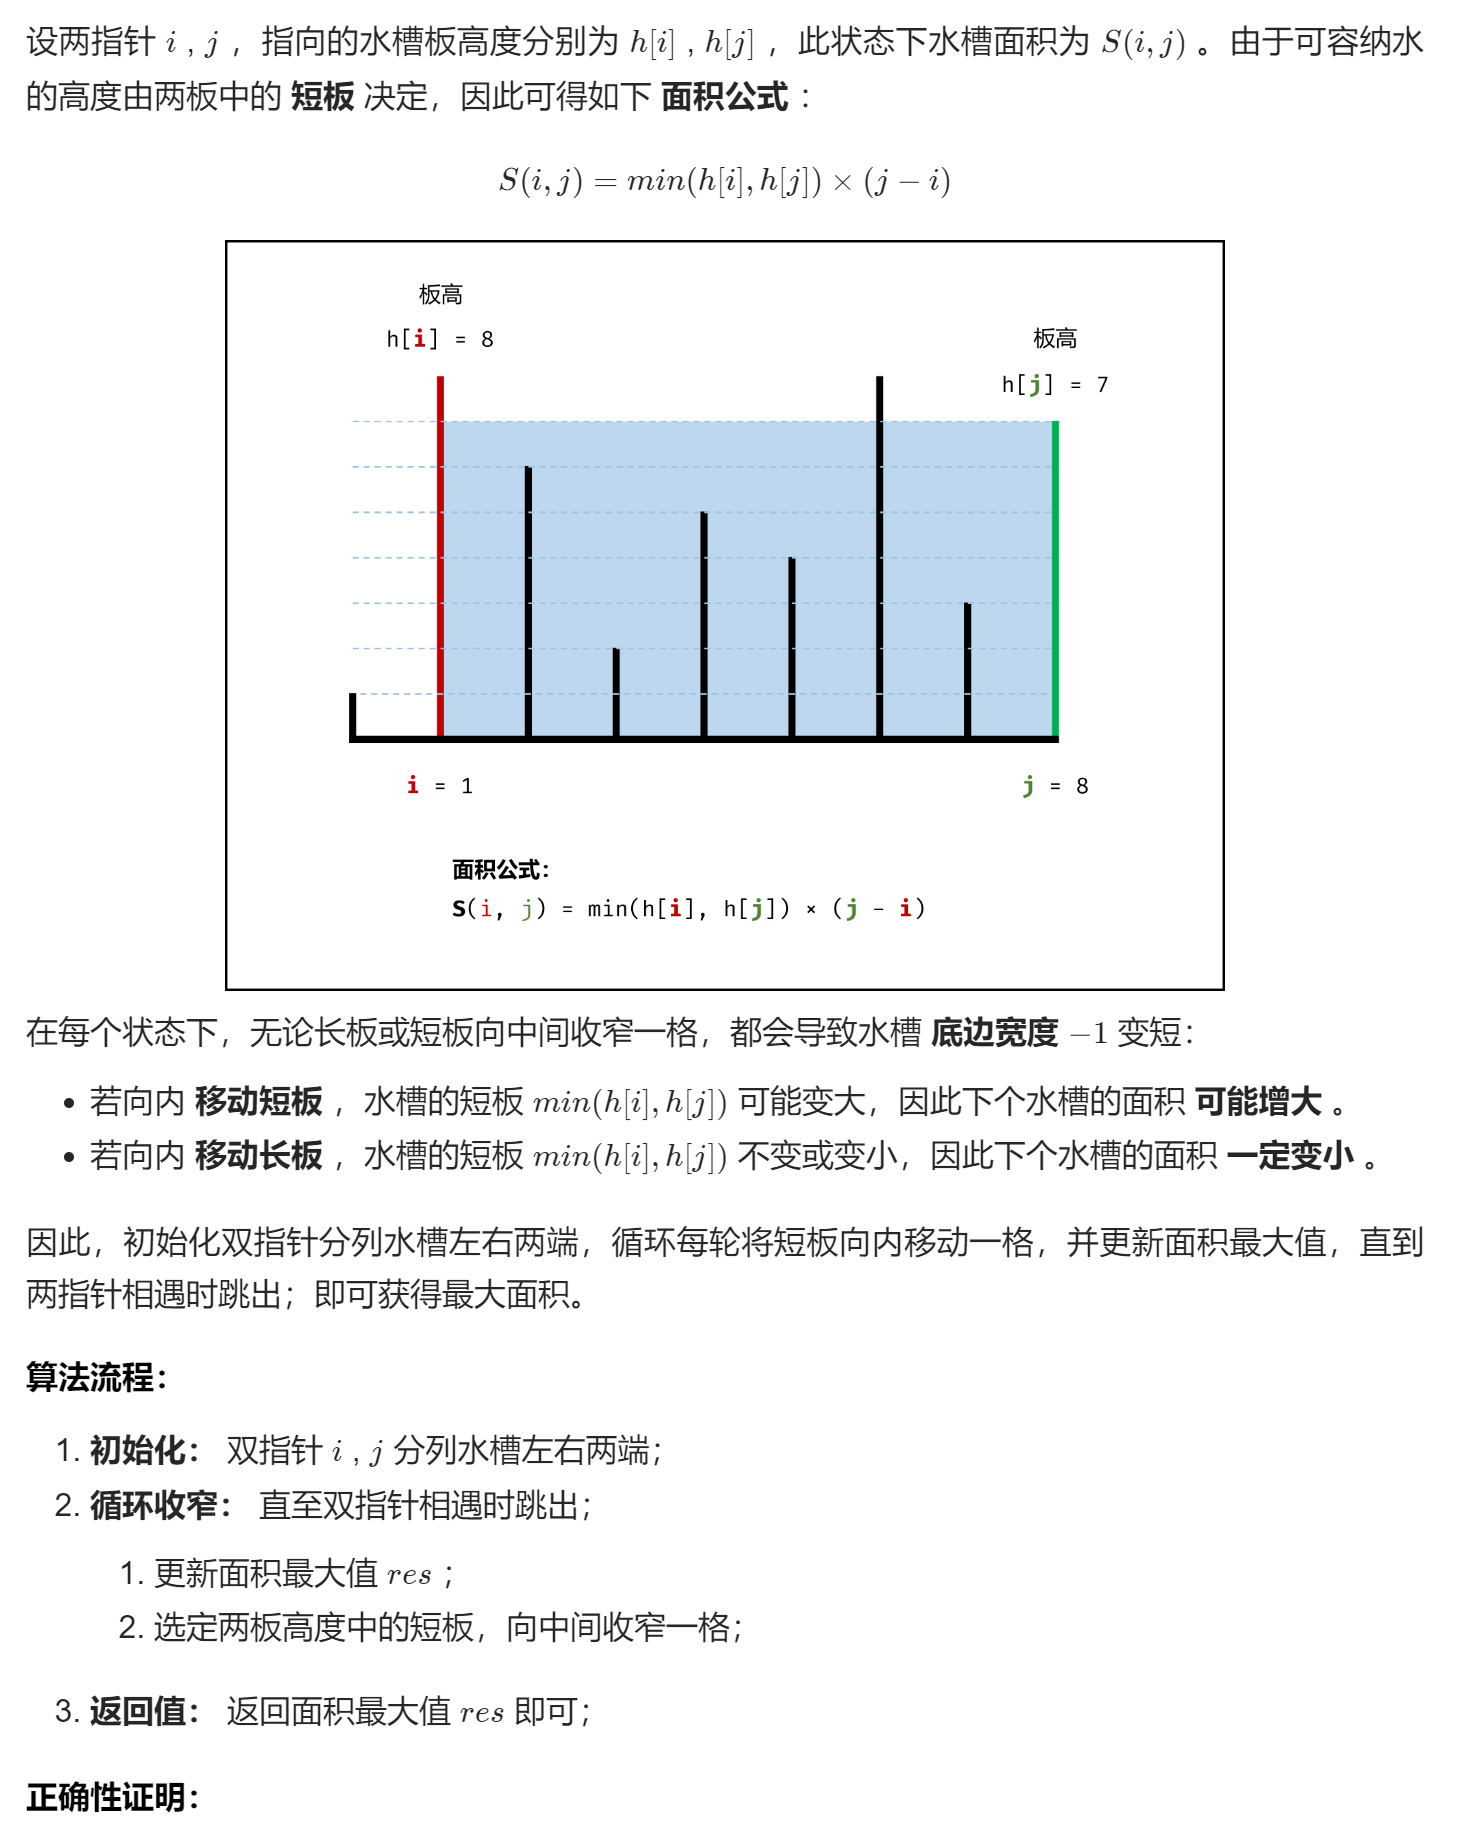 设两指针 i , j ，指向的水槽板高度分别为 h[i] , h[j] ，此状态下水槽面积为 S(i, j) 。由于可容纳水
的高度由两板中的 短板 决定，因此可得如下 面积公式 ：
S(i, j) = min(h[i], h[j]) × (j − i)
板高
h[i] = 8
板高
h[j] = 7
i = 1
j = 8
面积公式：
S(i, j) = min(h[i], h[j]) × (j - i)
在每个状态下，无论长板或短板向中间收窄一格，都会导致水槽 底边宽度 −1 变短：
• 若向内 移动短板 ，水槽的短板 min(h[i], h[j]) 可能变大，因此下个水槽的面积 可能增大 。
• 若向内 移动长板 ，水槽的短板 min(h[i], h[j]) 不变或变小，因此下个水槽的面积 一定变小 。
因此，初始化双指针分列水槽左右两端，循环每轮将短板向内移动一格，并更新面积最大值，直到
两指针相遇时跳出；即可获得最大面积。
算法流程：
1. 初始化： 双指针 i , j 分列水槽左右两端；
2. 循环收窄： 直至双指针相遇时跳出；
1. 更新面积最大值 res ；
2. 选定两板高度中的短板，向中间收窄一格；
3. 返回值： 返回面积最大值 res 即可；
正确性证明：